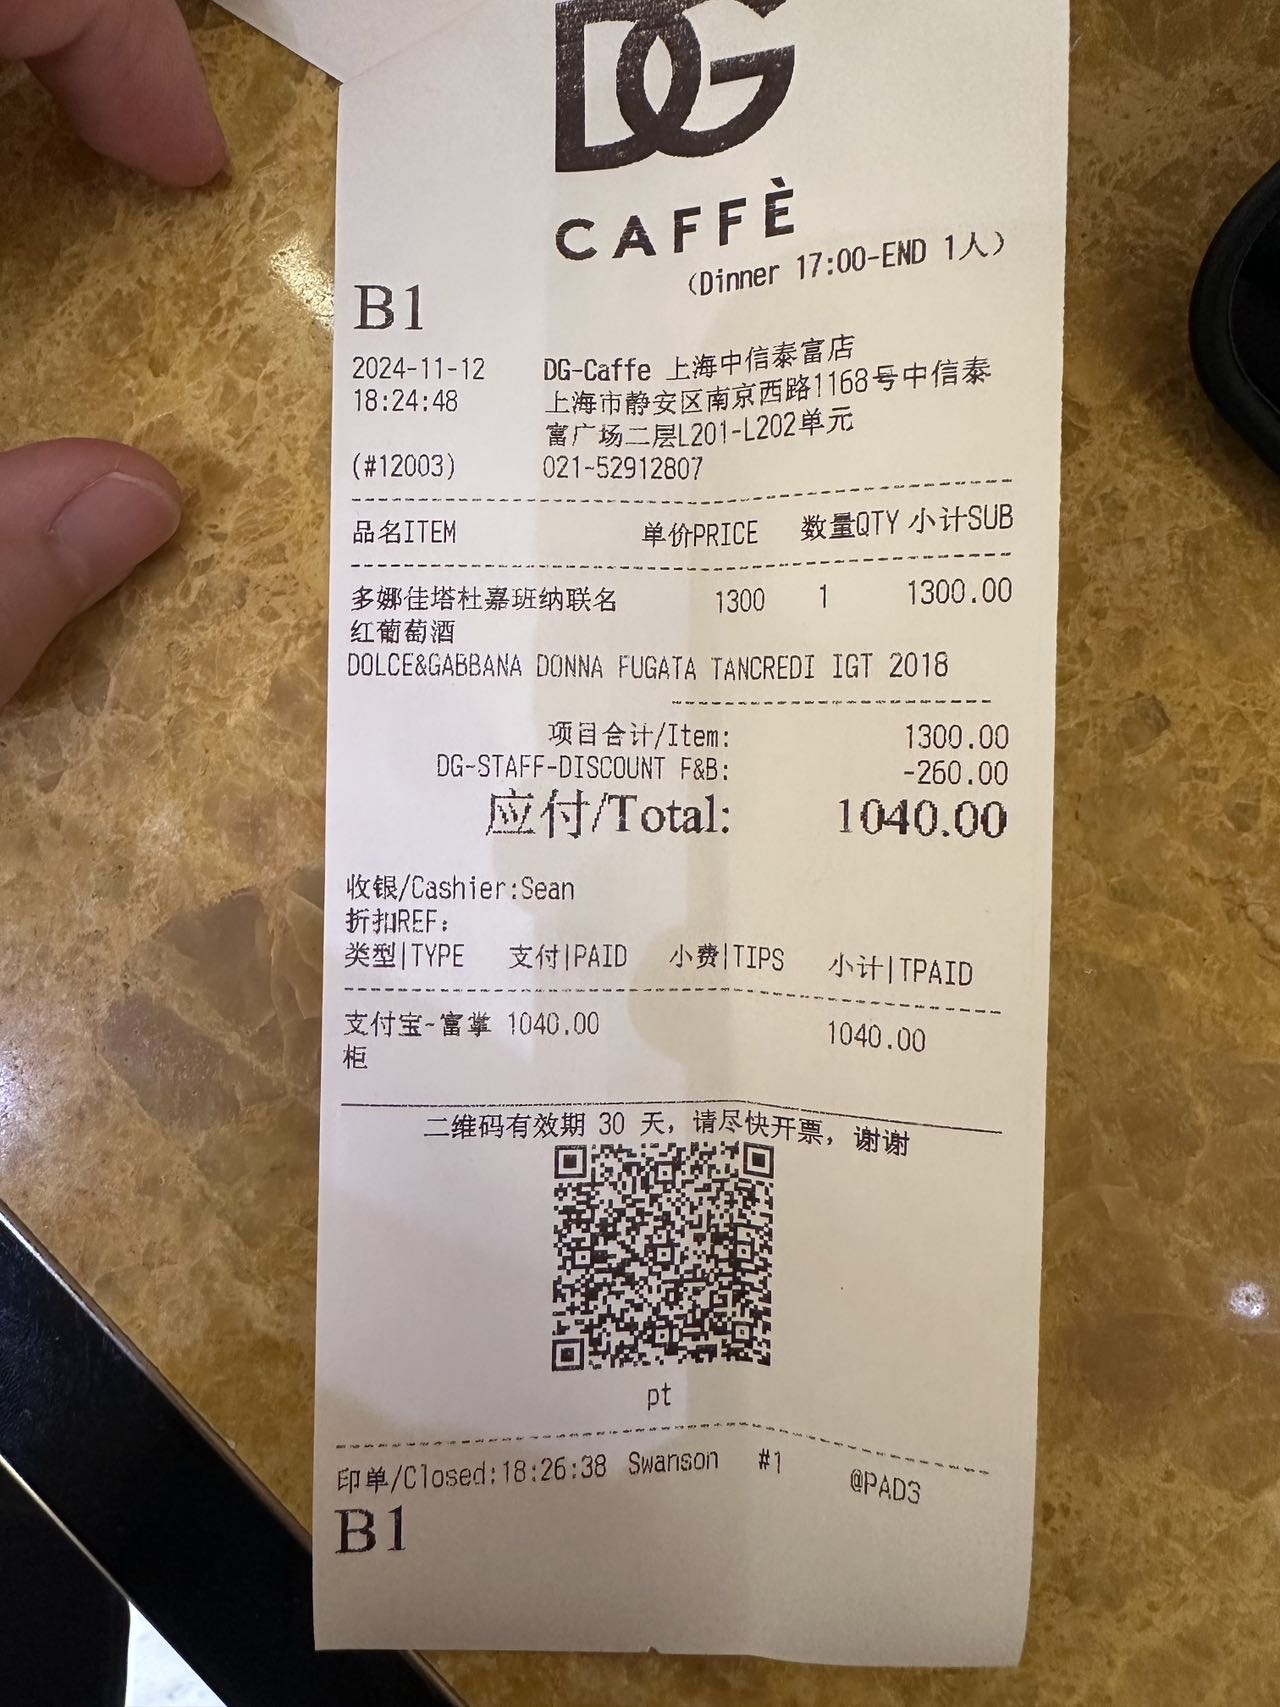 DG
CAFFÈ
(Dinner 17:00-END 1人)
B1
2024-11-12 DG-Caffe 上海中信泰富店
18:24:48 上海市静安区南京西路1168号中信泰
富广场二层L201-L202单元
(#12003) 021-52912807
品名ITEM 单价PRICE 数量QTY 小计SUB
多娜佳塔杜嘉班纳联名 1300 1 1300.00
红葡萄酒
DOLCE&GABBANA DONNA FUGATA TANCREDI IGT 2018
项目合计/Item: 1300.00
DG-STAFF-DISCOUNT F&B: -260.00
应付/Total: 1040.00
收银/Cashier:Sean
折扣REF:
类型|TYPE 支付|PAID 小费|TIPS 小计|TPAID
支付宝-富掌 1040.00 1040.00
柜
二维码有效期 30 天，请尽快开票，谢谢
pt
印单/Closed:18:26:38 Swanson #1 @PAD3
B1